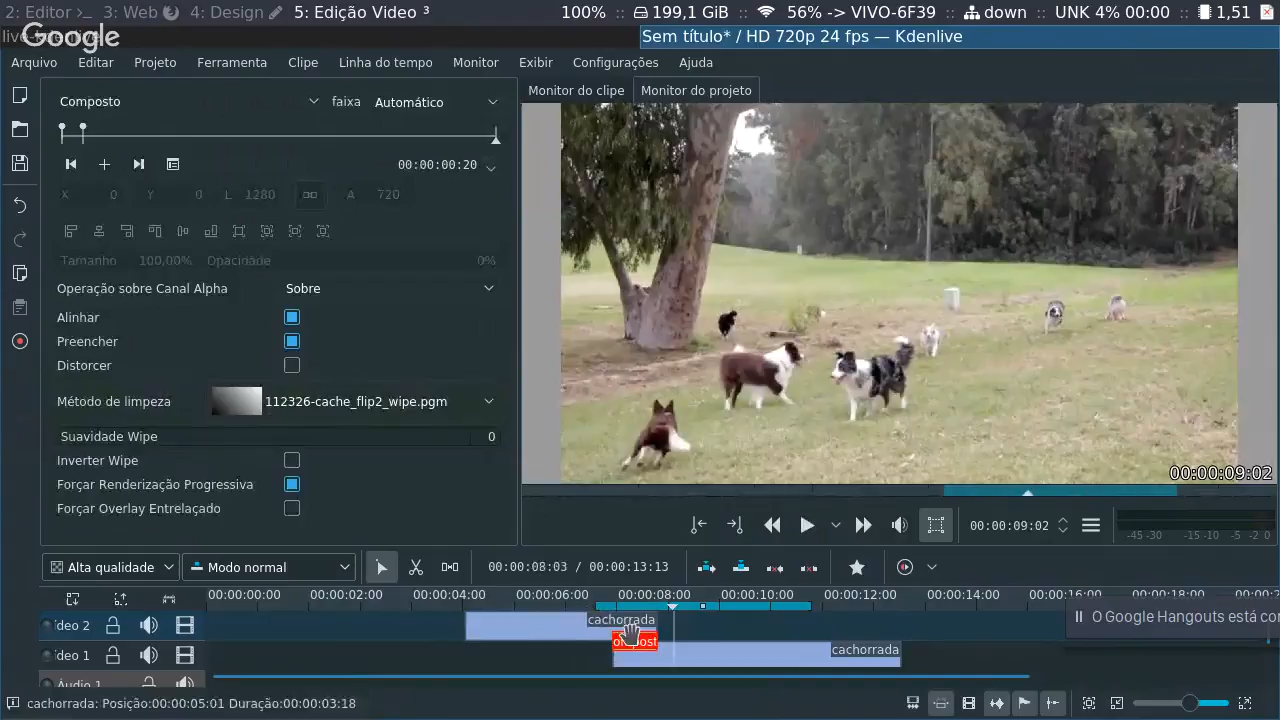 2: Editor >_ 3: Web 4: Design 5: Edição Video ³ 100% :: 199,1 GiB :: 56% -> VIVO-6F39 :: down :: UNK 4% 00:00 :: 1,51
Google
Sem título* / HD 720p 24 fps — Kdenlive
Arquivo Editar Projeto Ferramenta Clipe Linha do tempo Monitor Exibir Configurações Ajuda
Monitor do clipe Monitor do projeto
Composto faixa Automático
00:00:00:20
X 0 Y 0 L 1280 A 720
Tamanho 100,00% Opacidade 0%
Operação sobre Canal Alpha Sobre
Alinhar
Preencher
Distorcer
Método de limpeza 112326-cache_flip2_wipe.pgm
Suavidade Wipe 0
Inverter Wipe
Forçar Renderização Progressiva
Forçar Overlay Entrelaçado
00:00:09:02
00:00:09:02
-45 -30 -15 -10 -5 -2 0
Alta qualidade Modo normal 00:00:08:03 / 00:00:13:13
00:00:00:00 00:00:02:00 00:00:04:00 00:00:06:00 00:00:08:00 00:00:10:00 00:00:12:00 00:00:14:00 00:00:16:00 00:00:18:00 00:00:2
ídeo 2 cachorrada
O Google Hangouts está con
ompost
ídeo 1 cachorrada
Áudio 1
cachorrada: Posição:00:00:05:01 Duração:00:00:03:18